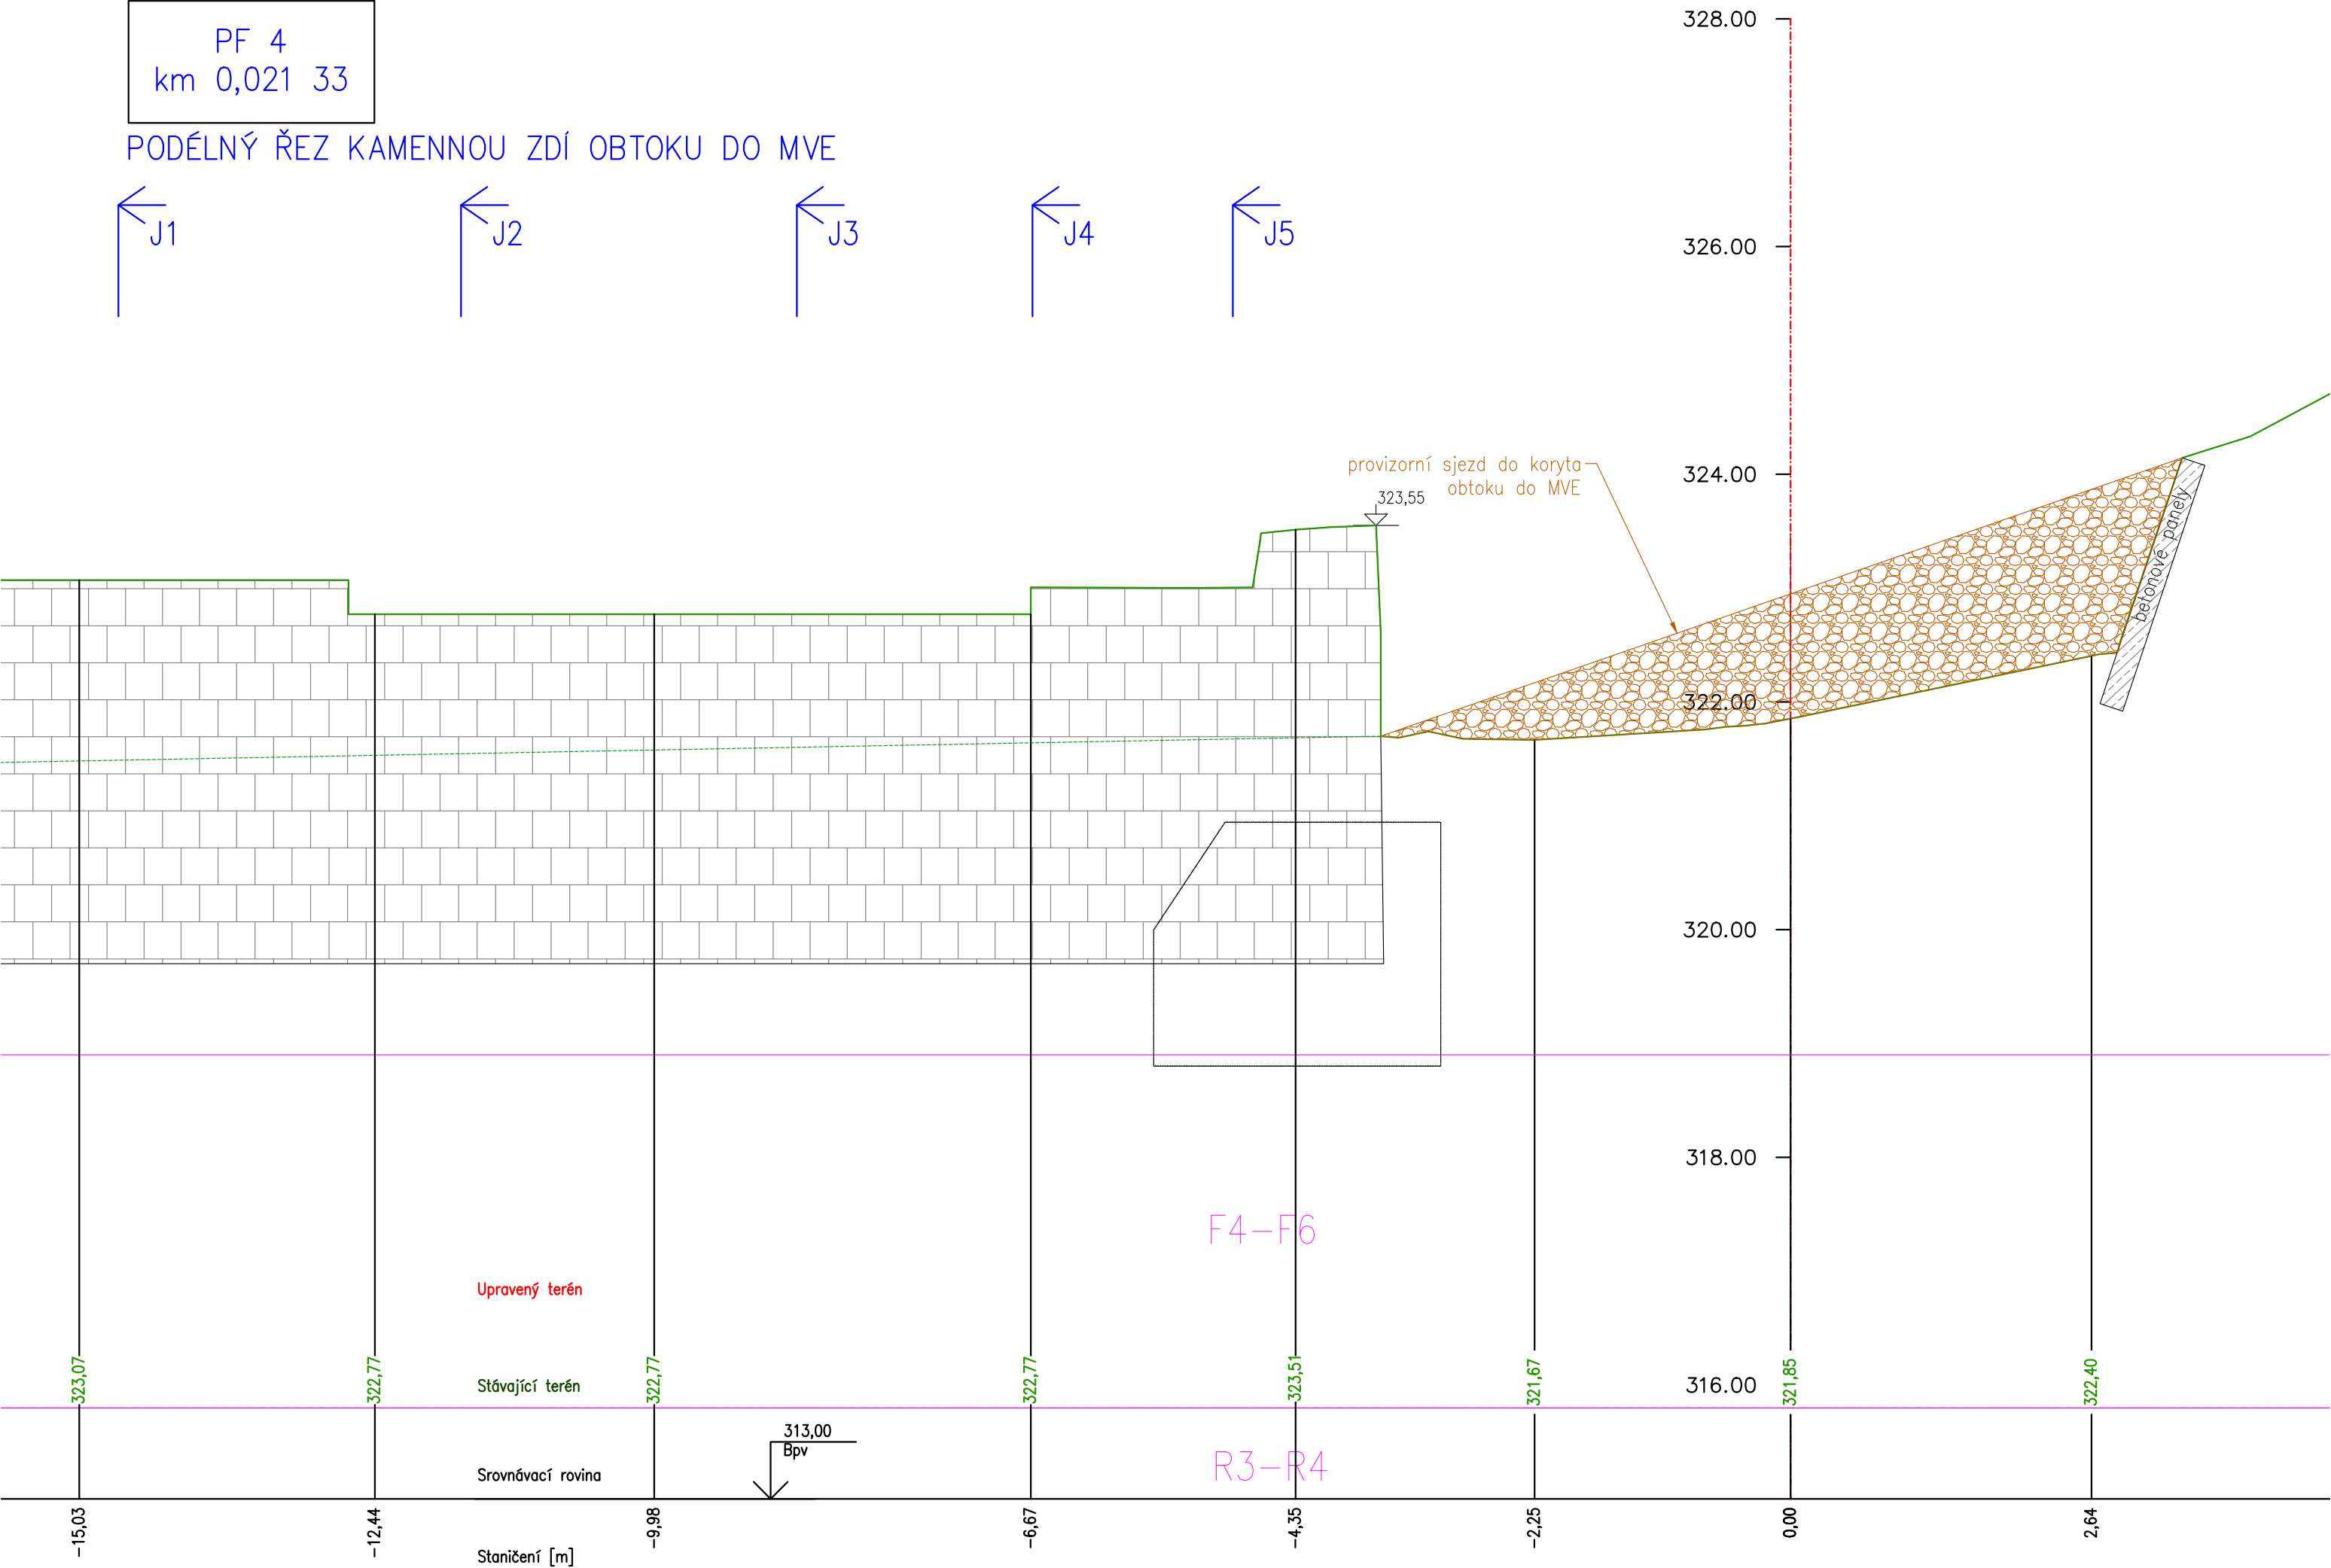 PF 4
km 0,021 33
PODÉLNÝ ŘEZ KAMENNOU ZDÍ OBTOKU DO MVE
J1
J2
J3
J4
J5
328.00
326.00
324.00
322.00
320.00
318.00
316.00
provizorní sjezd do koryta
obtoku do MVE
323,55
betonové panely
F4-F6
Upravený terén
Stávající terén
323,07
322,77
322,77
322,77
323,51
321,67
321,85
322,40
313,00
Bpv
R3-R4
Srovnávací rovina
-15,03
-12,44
-9,98
-6,67
-4,35
-2,25
0,00
2,64
Staničení [m]